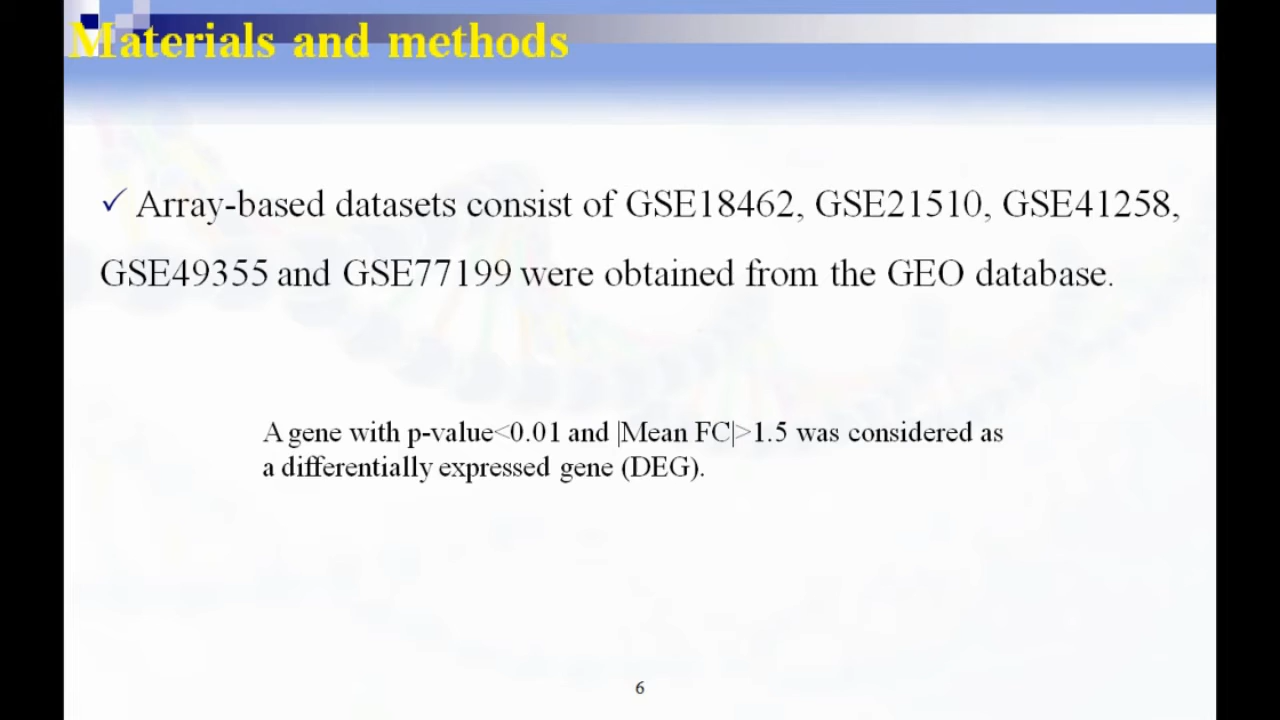 Materials and methods
✓ Array-based datasets consist of GSE18462, GSE21510, GSE41258,
GSE49355 and GSE77199 were obtained from the GEO database.
A gene with p-value<0.01 and |Mean FC|>1.5 was considered as
a differentially expressed gene (DEG).
6